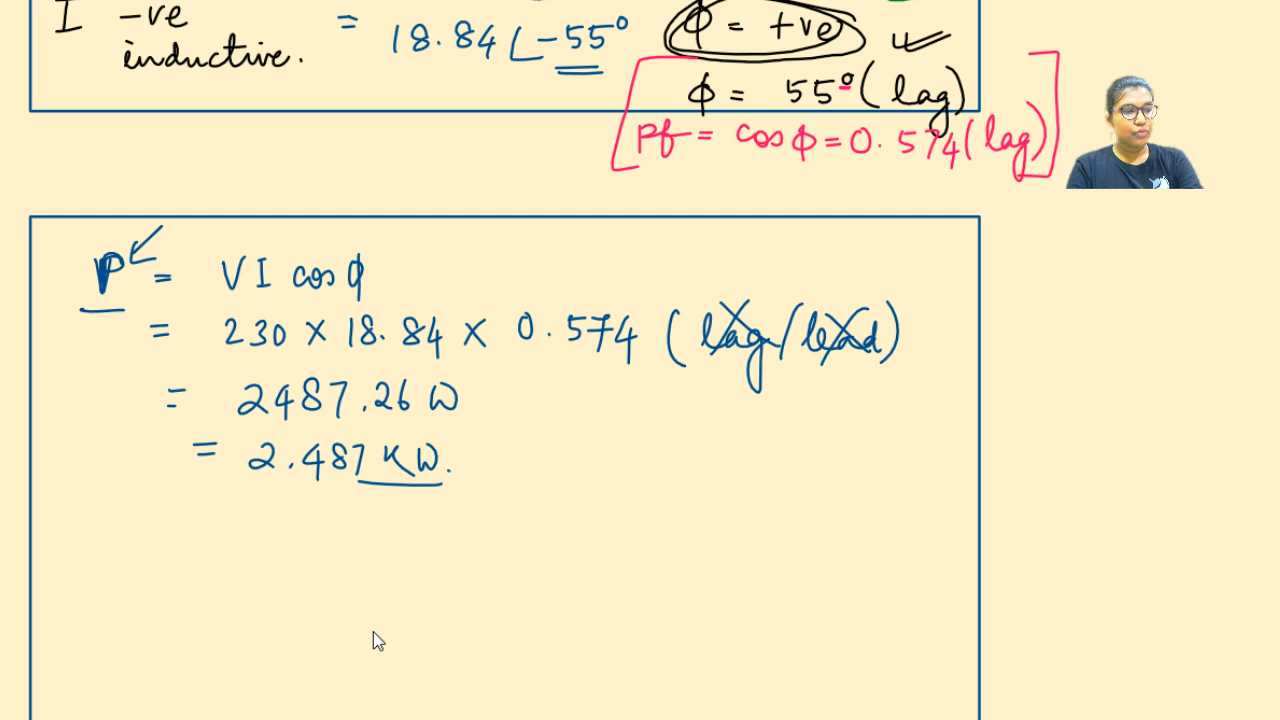 I -ve = 18.84∠-55° φ = +ve
inductive. φ = 55° (lag)
[pf = cos φ = 0.574 (lag)]
P = VI cos φ
= 230 × 18.84 × 0.574 (lag/lead)
= 2487.26 W
= 2.487 KW.